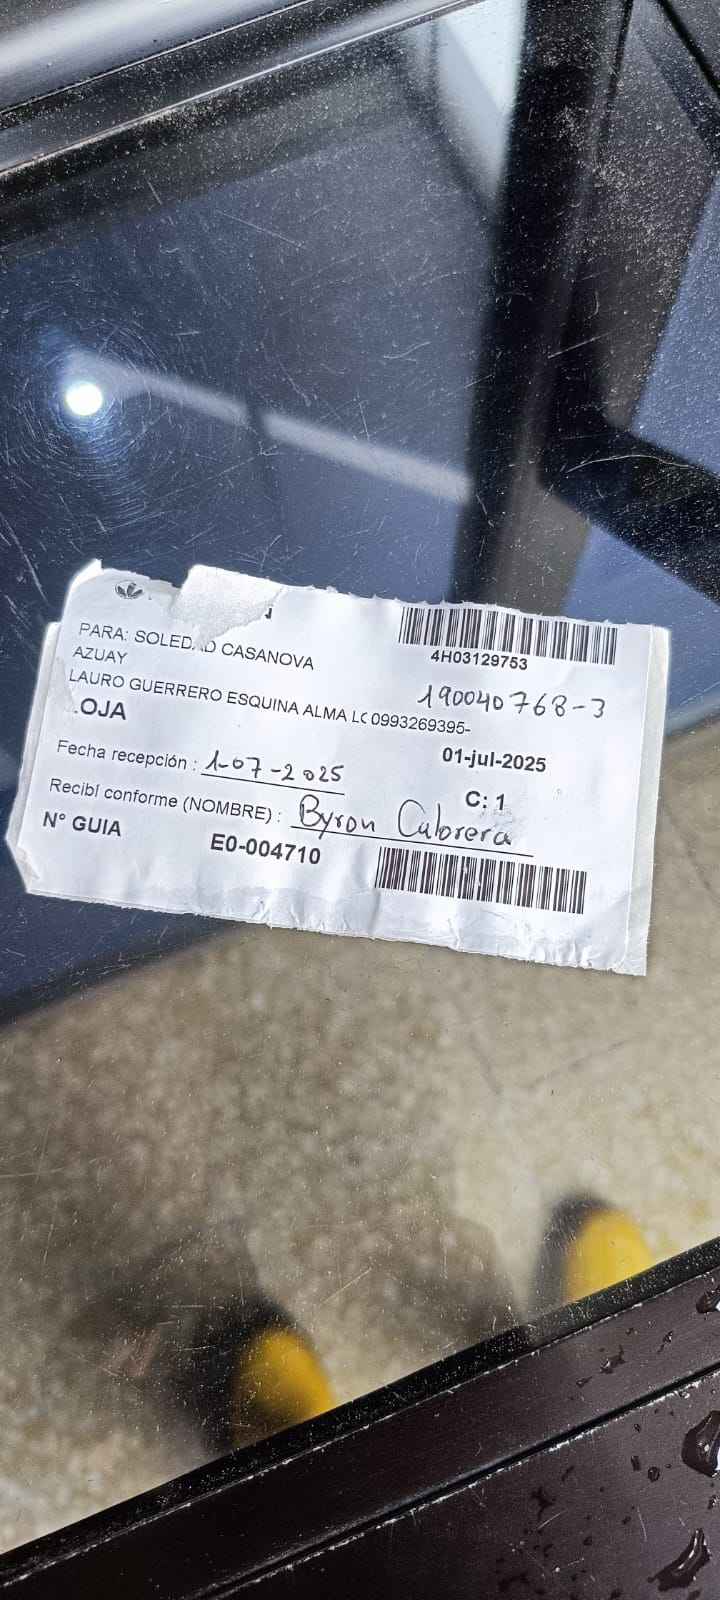 PARA: SOLEDAD CASANOVA
4H03129753
AZUAY
190040768-3
LAURO GUERRERO ESQUINA ALMA LO 0993269395-
.OJA
01-jul-2025
Fecha recepción : 1-07-2025
C: 1
RecibI conforme (NOMBRE) : Byron Cabrera
N° GUIA E0-004710